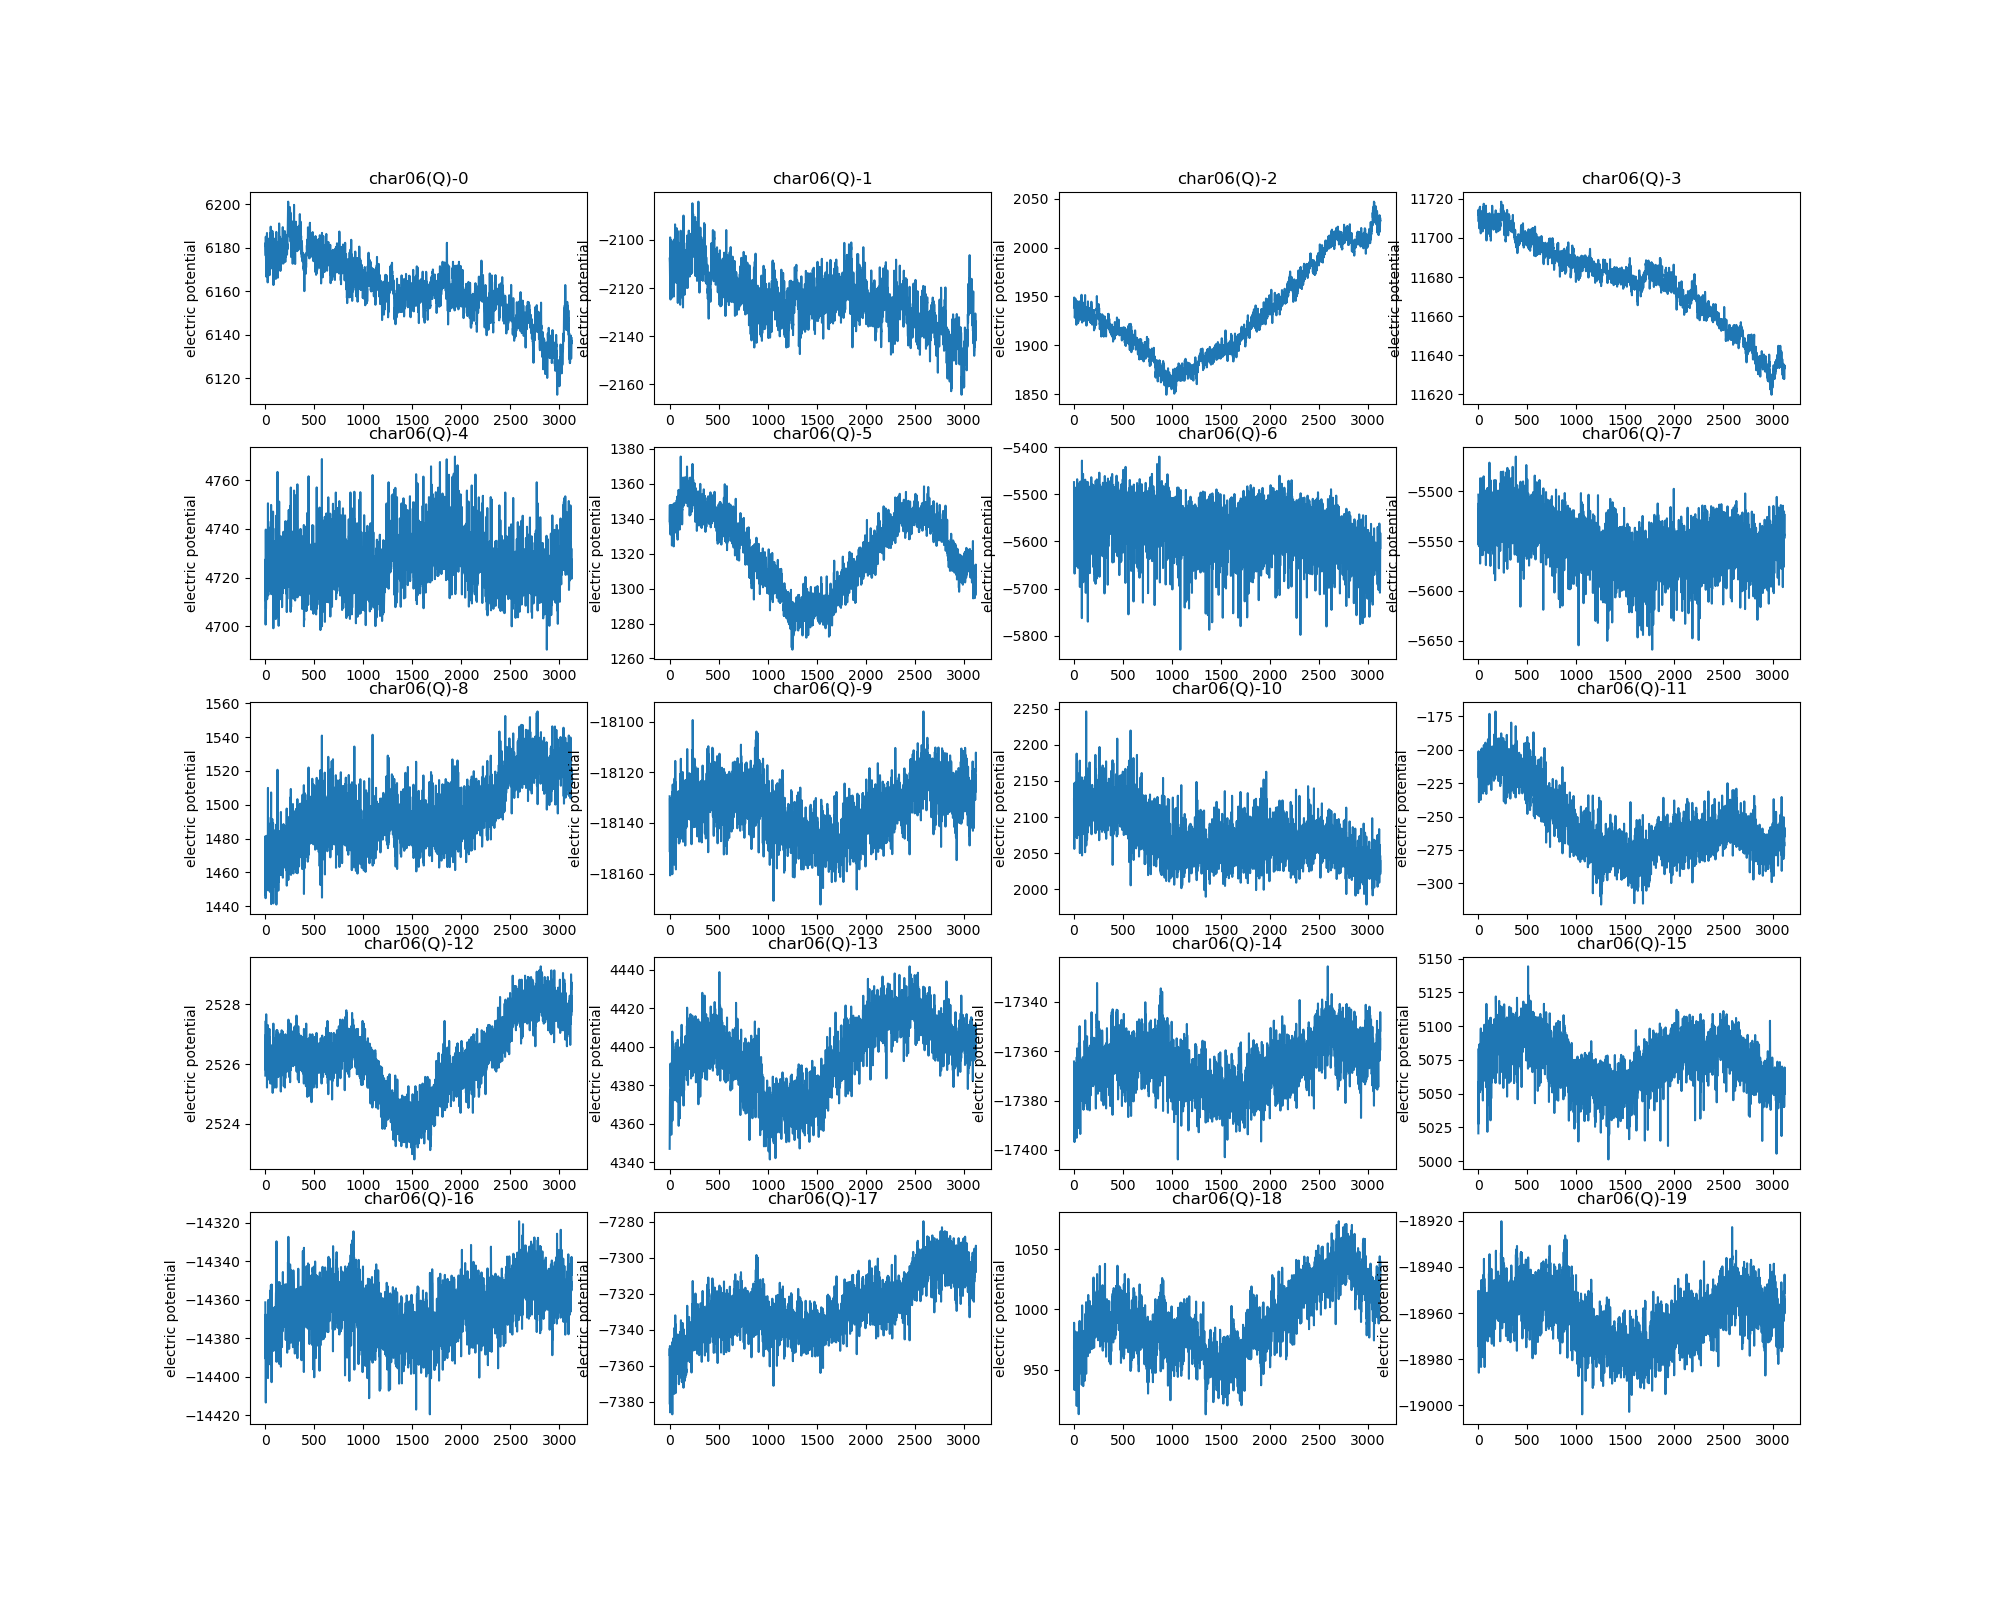 char06(Q)-0 char06(Q)-1 char06(Q)-2 char06(Q)-3
electric potential electric potential electric potential electric potential
6200 6180 6160 6140 6120
−2100 −2120 −2140 −2160
2050 2000 1950 1900 1850
11720 11700 11680 11660 11640 11620
0 500 1000 1500 2000 2500 3000 0 500 1000 1500 2000 2500 3000 0 500 1000 1500 2000 2500 3000 0 500 1000 1500 2000 2500 3000
char06(Q)-4 char06(Q)-5 char06(Q)-6 char06(Q)-7
electric potential electric potential electric potential electric potential
4760 4740 4720 4700
1380 1360 1340 1320 1300 1280 1260
−5400 −5500 −5600 −5700 −5800
−5500 −5550 −5600 −5650
0 500 1000 1500 2000 2500 3000 0 500 1000 1500 2000 2500 3000 0 500 1000 1500 2000 2500 3000 0 500 1000 1500 2000 2500 3000
char06(Q)-8 char06(Q)-9 char06(Q)-10 char06(Q)-11
electric potential electric potential electric potential electric potential
1560 1540 1520 1500 1480 1460 1440
−18100 −18120 −18140 −18160
2250 2200 2150 2100 2050 2000
−175 −200 −225 −250 −275 −300
0 500 1000 1500 2000 2500 3000 0 500 1000 1500 2000 2500 3000 0 500 1000 1500 2000 2500 3000 0 500 1000 1500 2000 2500 3000
char06(Q)-12 char06(Q)-13 char06(Q)-14 char06(Q)-15
electric potential electric potential electric potential electric potential
2528 2526 2524
4440 4420 4400 4380 4360 4340
−17340 −17360 −17380 −17400
5150 5125 5100 5075 5050 5025 5000
0 500 1000 1500 2000 2500 3000 0 500 1000 1500 2000 2500 3000 0 500 1000 1500 2000 2500 3000 0 500 1000 1500 2000 2500 3000
char06(Q)-16 char06(Q)-17 char06(Q)-18 char06(Q)-19
electric potential electric potential electric potential electric potential
−14320 −14340 −14360 −14380 −14400 −14420
−7280 −7300 −7320 −7340 −7360 −7380
1050 1000 950
−18920 −18940 −18960 −18980 −19000
0 500 1000 1500 2000 2500 3000 0 500 1000 1500 2000 2500 3000 0 500 1000 1500 2000 2500 3000 0 500 1000 1500 2000 2500 3000